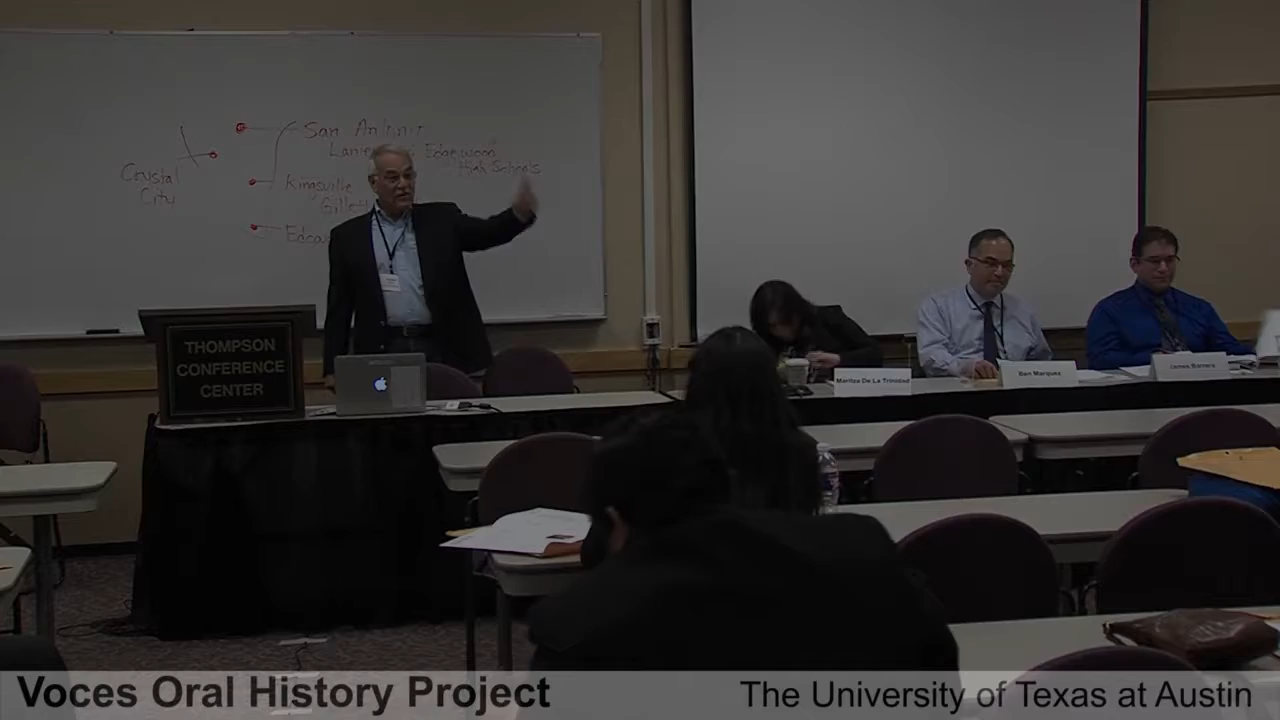 San Antonio
Edgewood
High Schools
Crystal
City
Kingsville
THOMPSON
CONFERENCE
CENTER
Maritza De La Trinidad
Ben Marquez
James Barrera
Voces Oral History Project
The University of Texas at Austin